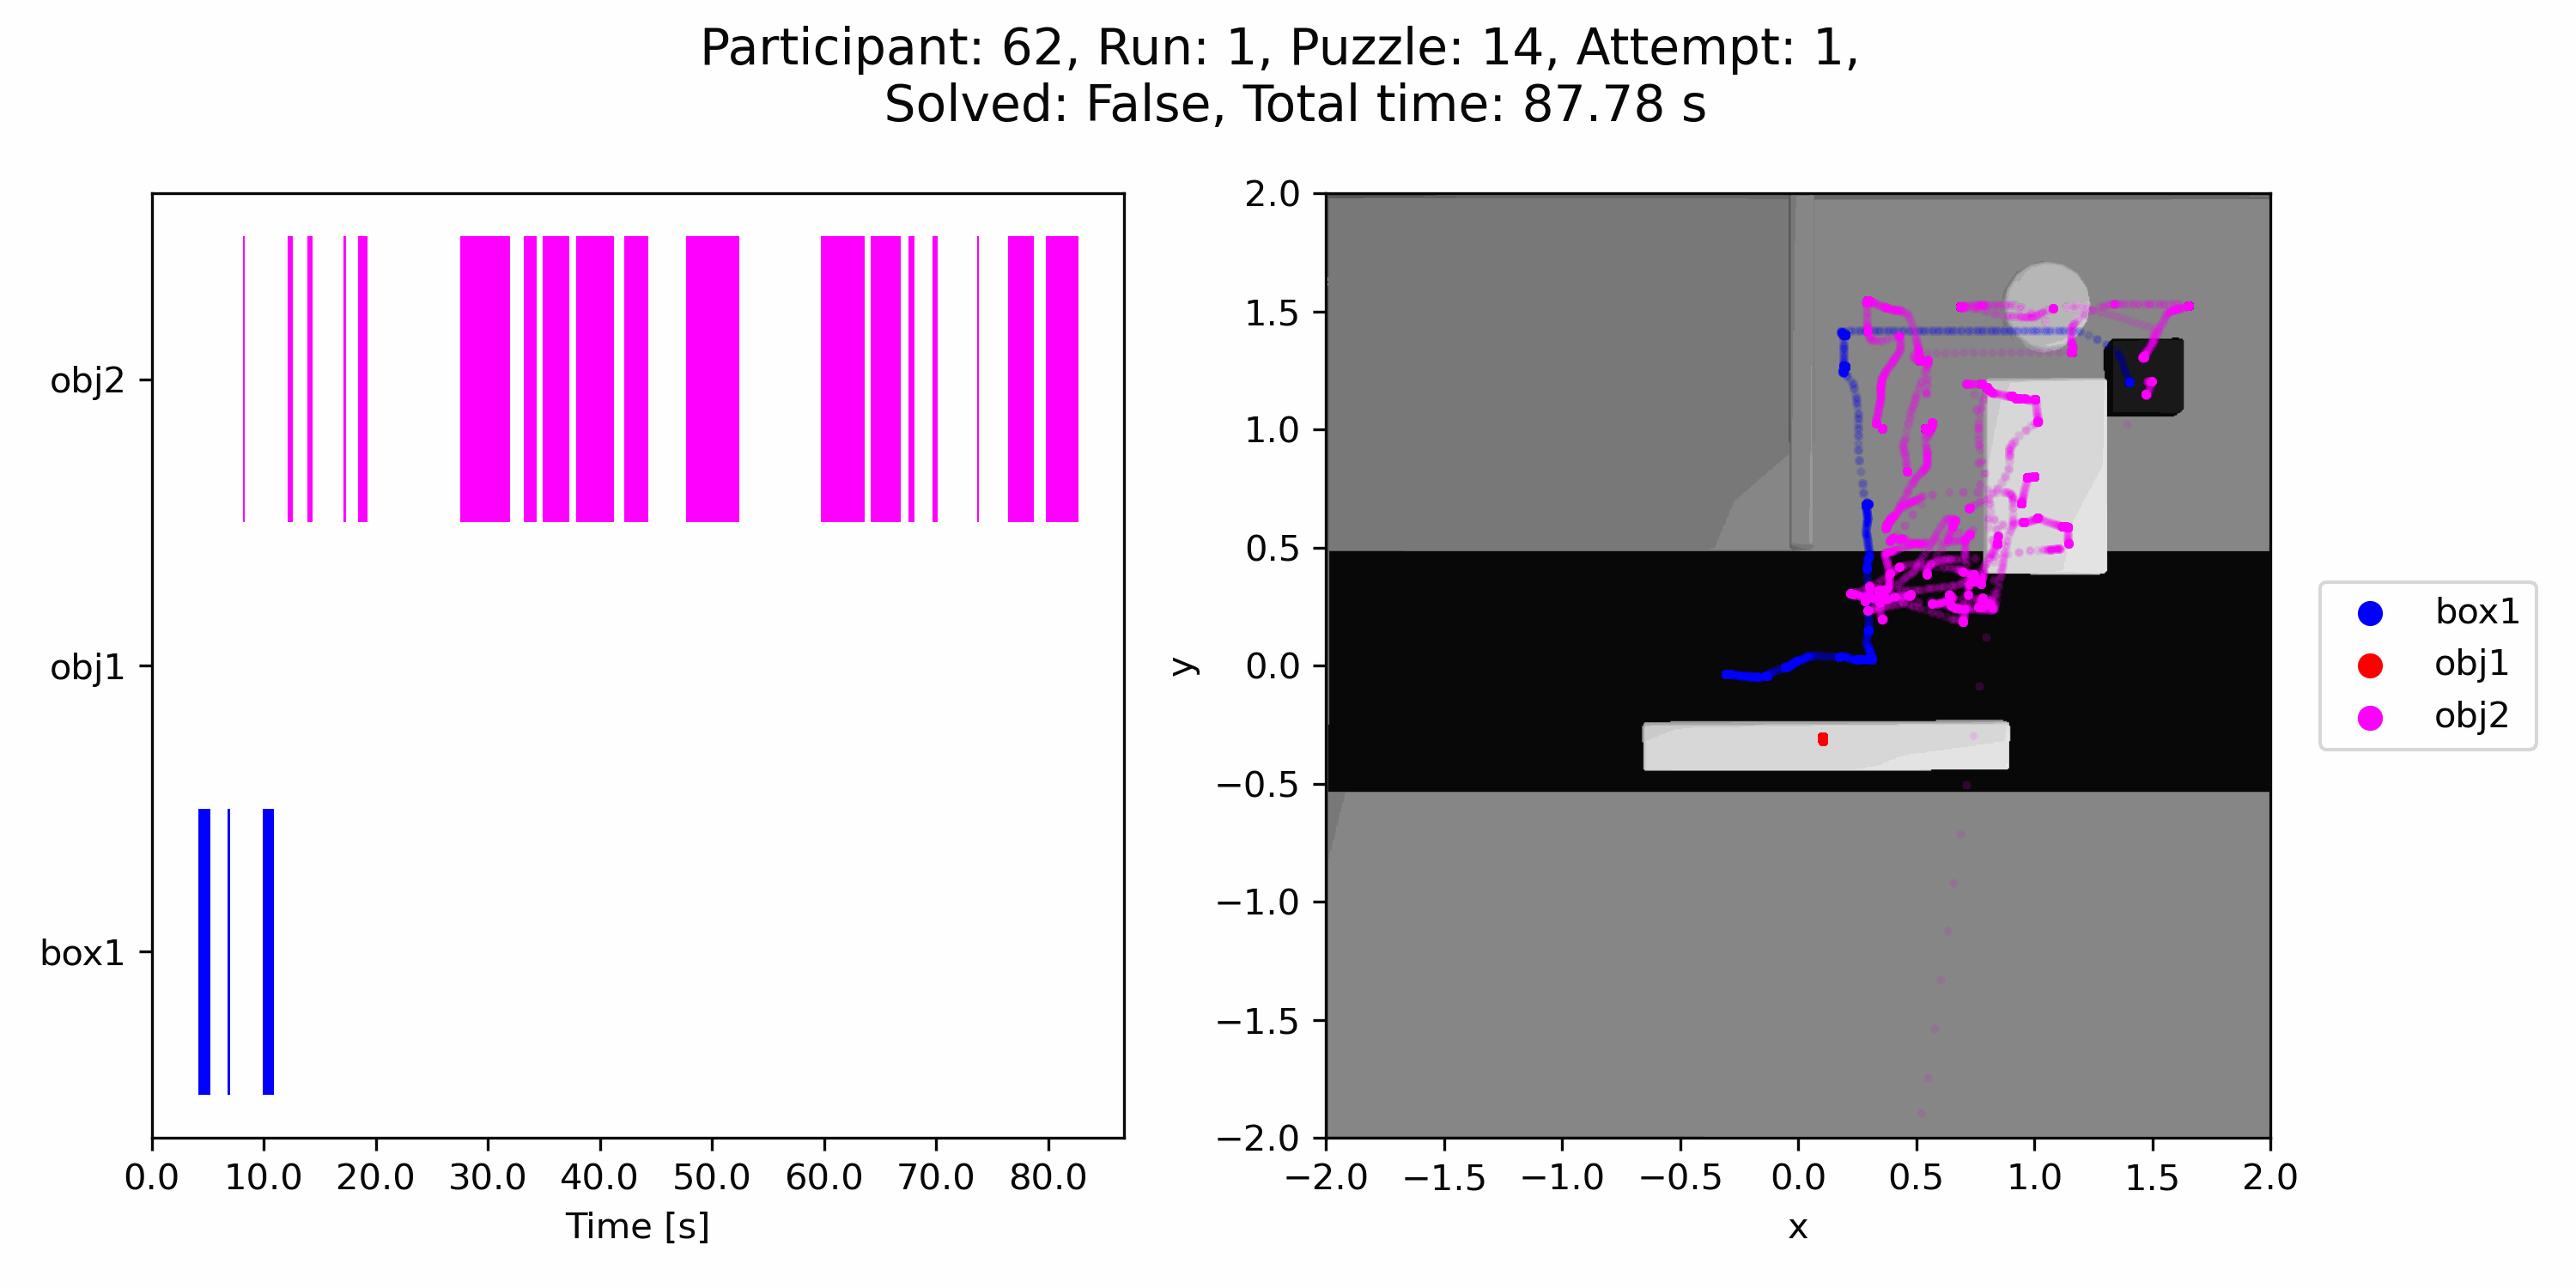 Participant: 62, Run: 1, Puzzle: 14, Attempt: 1,
Solved: False, Total time: 87.78 s
obj2
obj1
box1
0.0 10.0 20.0 30.0 40.0 50.0 60.0 70.0 80.0
Time [s]
2.0
1.5
1.0
0.5
0.0
−0.5
−1.0
−1.5
−2.0
y
−2.0 −1.5 −1.0 −0.5 0.0 0.5 1.0 1.5 2.0
x
box1
obj1
obj2